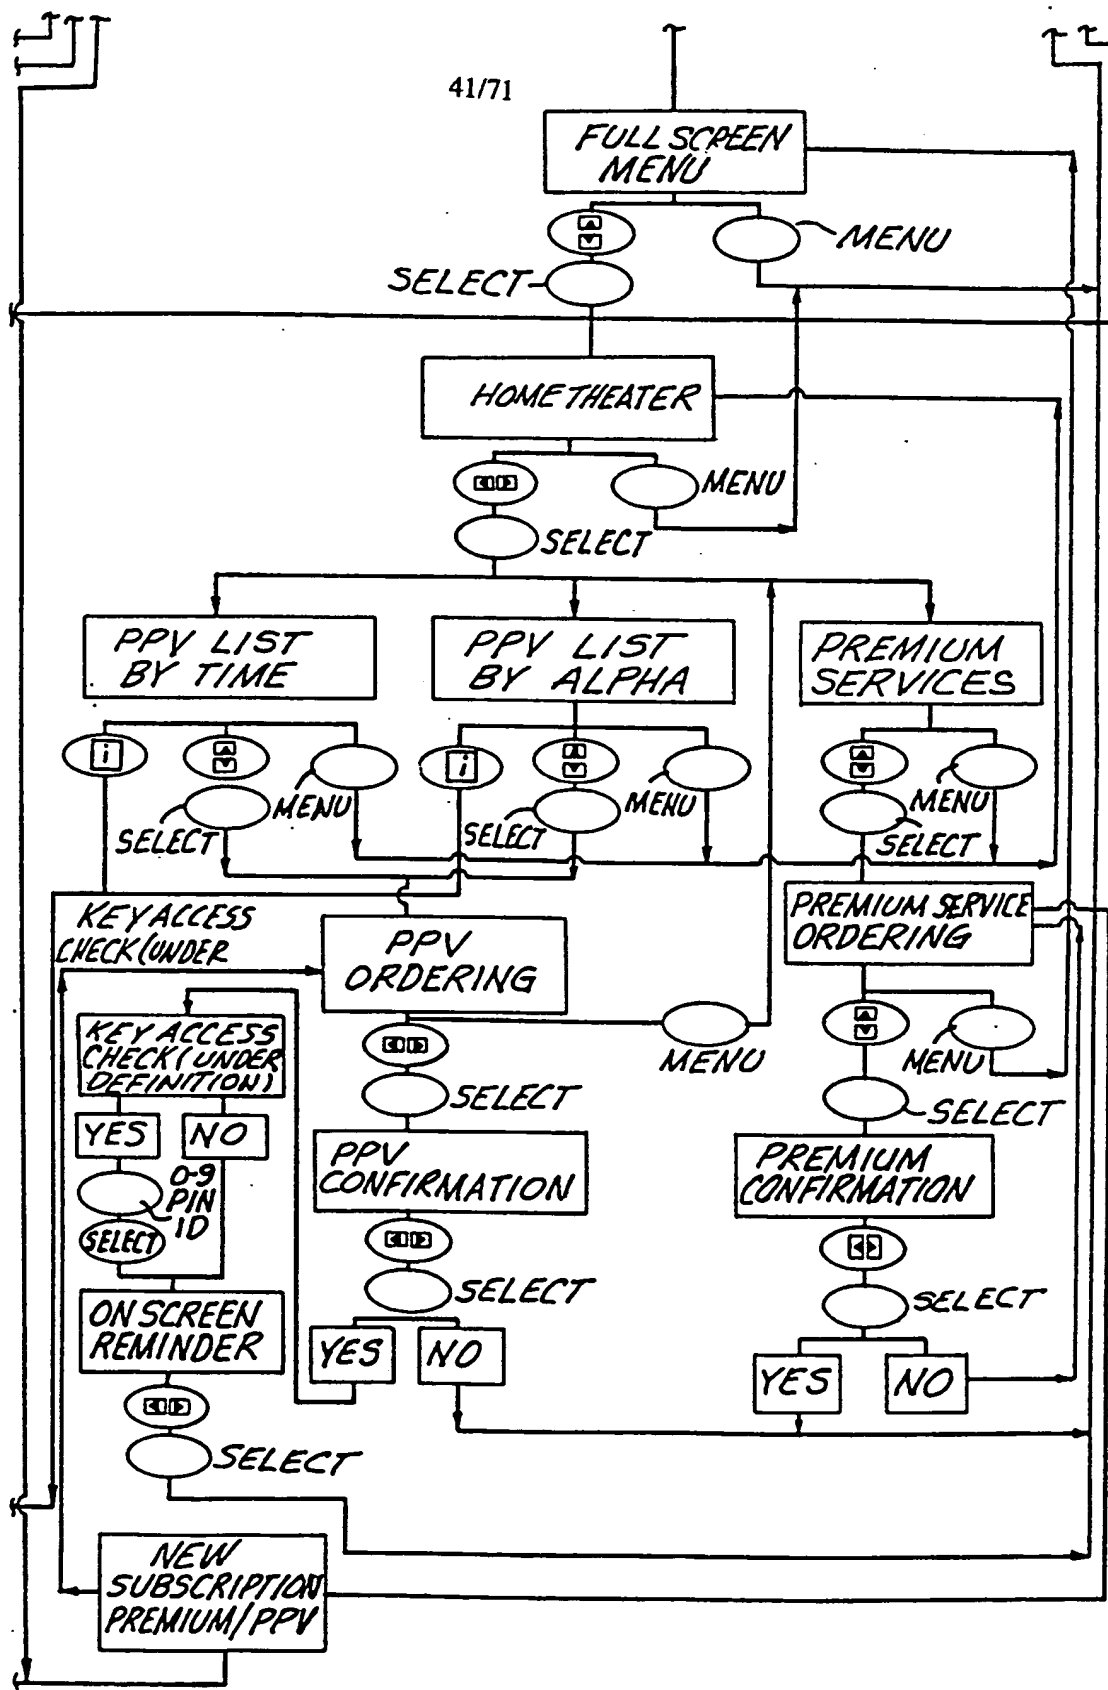 41/71
FULL SCREEN
MENU
MENU
SELECT
HOME THEATER
MENU
SELECT
PPV LIST
BY TIME
PPV LIST
BY ALPHA
PREMIUM
SERVICES
i
MENU
SELECT
i
MENU
SELECT
MENU
SELECT
KEY ACCESS
CHECK (UNDER
PPV
ORDERING
PREMIUM SERVICE
ORDERING
KEY ACCESS
CHECK (UNDER
DEFINITION)
MENU
MENU
SELECT
SELECT
YES
NO
PPV
CONFIRMATION
PREMIUM
CONFIRMATION
0-9
PIN
ID
SELECT
SELECT
SELECT
ON SCREEN
REMINDER
YES
NO
YES
NO
SELECT
NEW
SUBSCRIPTION
PREMIUM/PPV